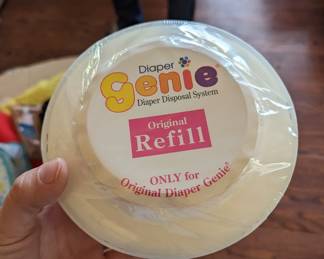 Diaper
Genie®
Diaper Disposal System
Original
Refill
ONLY for
Original Diaper Genie®